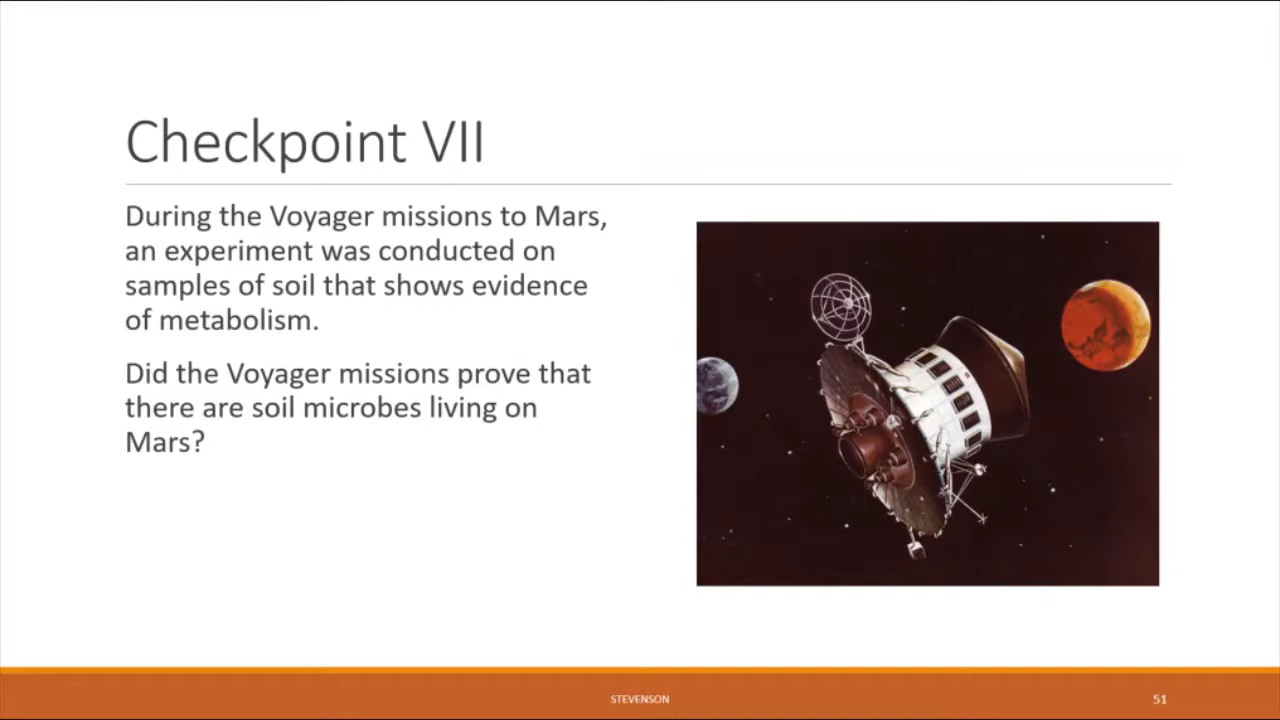 Checkpoint VII
During the Voyager missions to Mars,
an experiment was conducted on
samples of soil that shows evidence
of metabolism.
Did the Voyager missions prove that
there are soil microbes living on
Mars?
STEVENSON
51